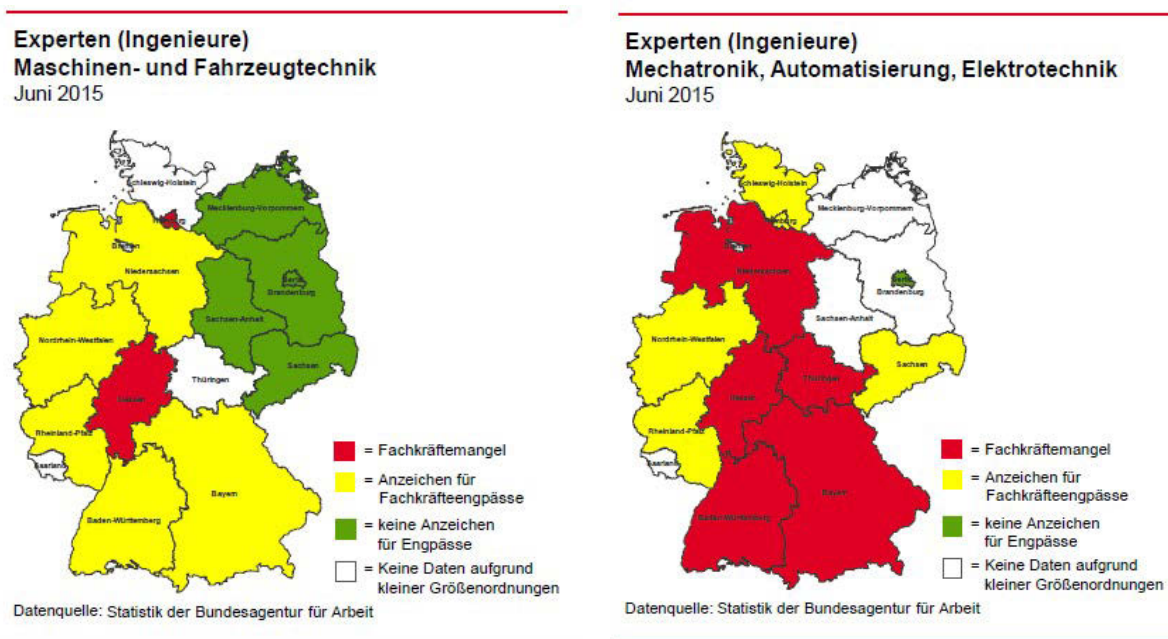 Experten (Ingenieure)
Maschinen- und Fahrzeugtechnik
Juni 2015
Schleswig-Holstein
Mecklenburg-Vorpommern
Bremen
Niedersachsen
Berlin
Brandenburg
Sachsen-Anhalt
Nordrhein-Westfalen
Sachsen
Thüringen
Hessen
Rheinland-Pfalz
Saarland
Bayern
Baden-Württemberg
= Fachkräftemangel
= Anzeichen für
Fachkräfteengpässe
= keine Anzeichen
für Engpässe
= Keine Daten aufgrund
kleiner Größenordnungen
Datenquelle: Statistik der Bundesagentur für Arbeit
Experten (Ingenieure)
Mechatronik, Automatisierung, Elektrotechnik
Juni 2015
Schleswig-Holstein
Hamburg
Mecklenburg-Vorpommern
Niedersachsen
Berlin
Brandenburg
Sachsen-Anhalt
Nordrhein-Westfalen
Sachsen
Thüringen
Hessen
Rheinland-Pfalz
Saarland
Bayern
Baden-Württemberg
= Fachkräftemangel
= Anzeichen für
Fachkräfteengpässe
= keine Anzeichen
für Engpässe
= Keine Daten aufgrund
kleiner Größenordnungen
Datenquelle: Statistik der Bundesagentur für Arbeit